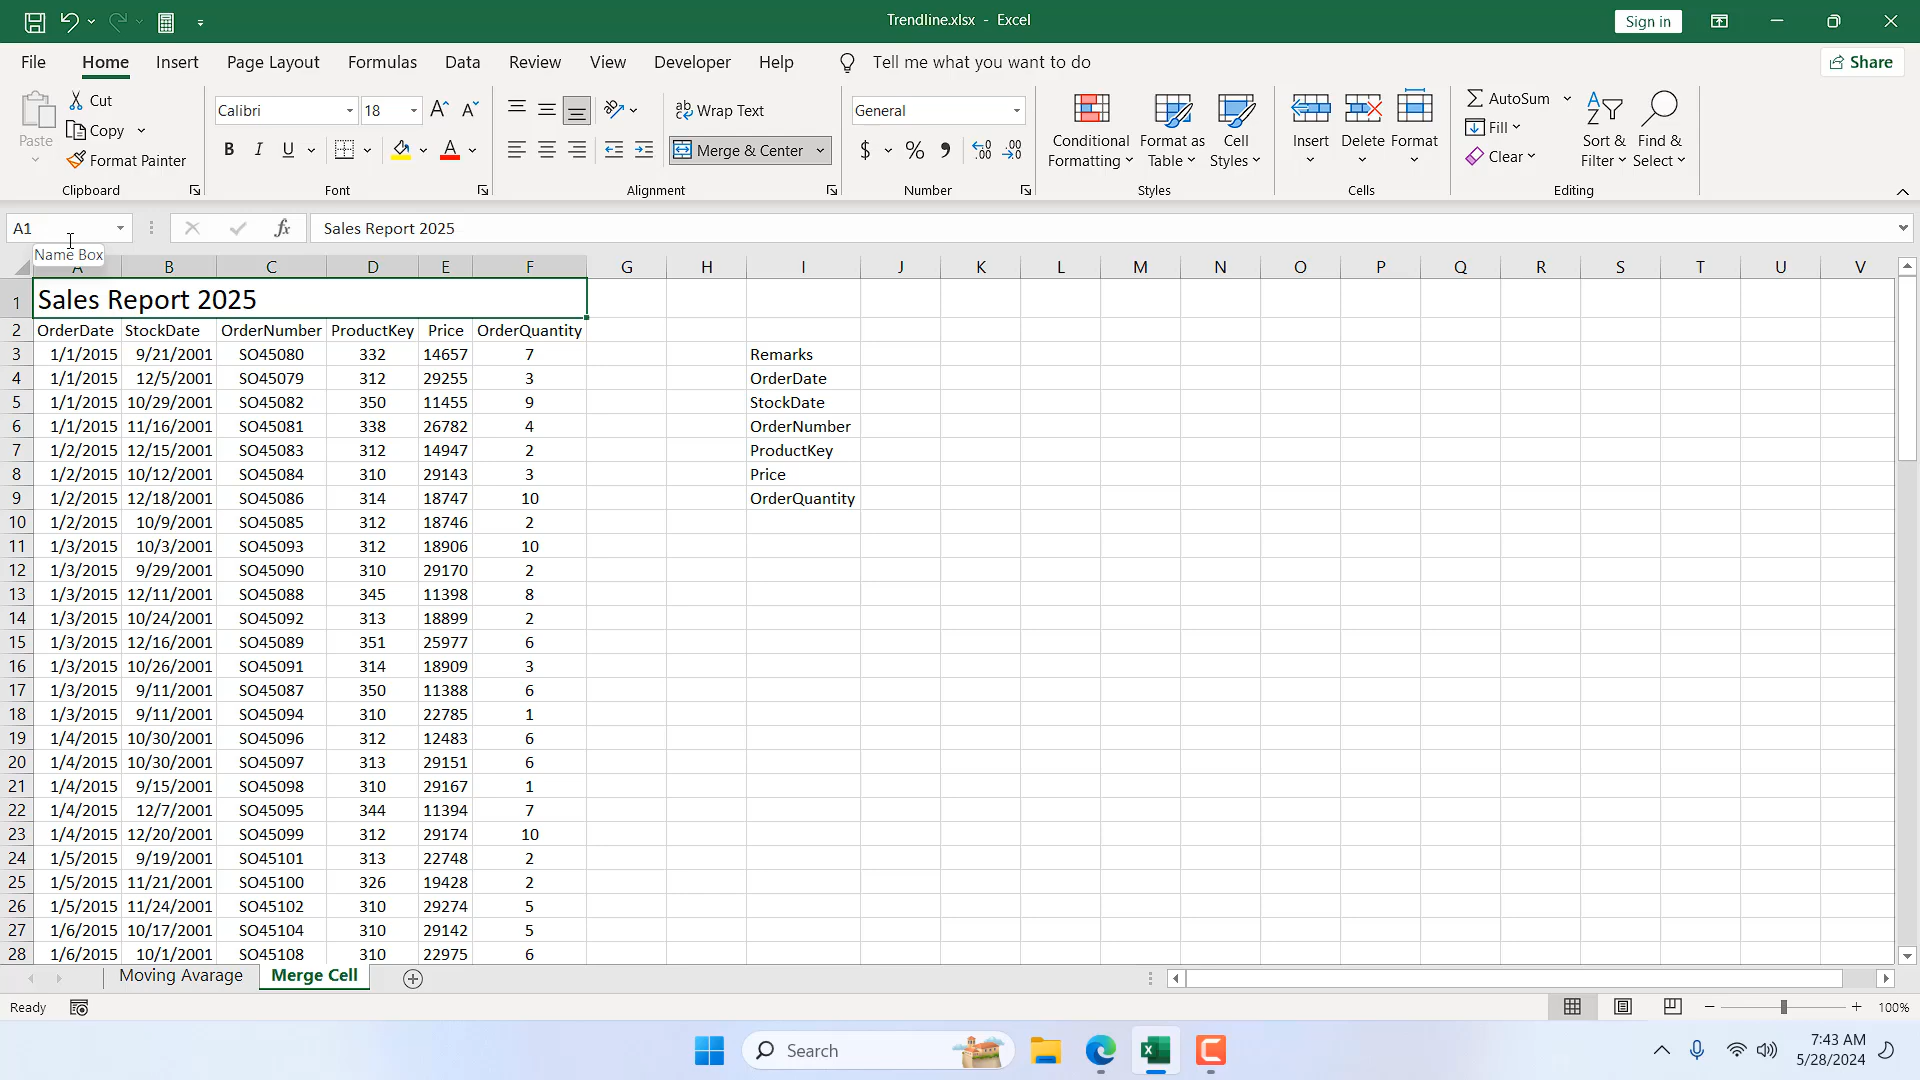 Trendline.xlsx - Excel
Sign in
File Home Insert Page Layout Formulas Data Review View Developer Help Tell me what you want to do Share
Paste
Cut
Copy
Format Painter
Clipboard
Calibri 18
B I U
Font
Wrap Text
Merge & Center
Alignment
General
$ % 9
Number
Conditional Formatting
Format as Table
Cell Styles
Styles
Insert Delete Format
Cells
AutoSum
Fill
Clear
Sort & Filter
Find & Select
Editing
A1 fx Sales Report 2025
Name Box
A B C D E F G H I J K L M N O P Q R S T U V
1 Sales Report 2025
2 OrderDate StockDate OrderNumber ProductKey Price OrderQuantity
3 1/1/2015 9/21/2001 SO45080 332 14657 7 Remarks
4 1/1/2015 12/5/2001 SO45079 312 29255 3 OrderDate
5 1/1/2015 10/29/2001 SO45082 350 11455 9 StockDate
6 1/1/2015 11/16/2001 SO45081 338 26782 4 OrderNumber
7 1/2/2015 12/15/2001 SO45083 312 14947 2 ProductKey
8 1/2/2015 10/12/2001 SO45084 310 29143 3 Price
9 1/2/2015 12/18/2001 SO45086 314 18747 10 OrderQuantity
10 1/2/2015 10/9/2001 SO45085 312 18746 2
11 1/3/2015 10/3/2001 SO45093 312 18906 10
12 1/3/2015 9/29/2001 SO45090 310 29170 2
13 1/3/2015 12/11/2001 SO45088 345 11398 8
14 1/3/2015 10/24/2001 SO45092 313 18899 2
15 1/3/2015 12/16/2001 SO45089 351 25977 6
16 1/3/2015 10/26/2001 SO45091 314 18909 3
17 1/3/2015 9/11/2001 SO45087 350 11388 6
18 1/3/2015 9/11/2001 SO45094 310 22785 1
19 1/4/2015 10/30/2001 SO45096 312 12483 6
20 1/4/2015 10/30/2001 SO45097 313 29151 6
21 1/4/2015 9/15/2001 SO45098 310 29167 1
22 1/4/2015 12/7/2001 SO45095 344 11394 7
23 1/4/2015 12/20/2001 SO45099 312 29174 10
24 1/5/2015 9/19/2001 SO45101 313 22748 2
25 1/5/2015 11/21/2001 SO45100 326 19428 2
26 1/5/2015 11/24/2001 SO45102 310 29274 5
27 1/6/2015 10/17/2001 SO45104 310 29142 5
28 1/6/2015 10/1/2001 SO45108 310 22975 6
Moving Avarage Merge Cell
Ready 100%
Search
7:43 AM
5/28/2024